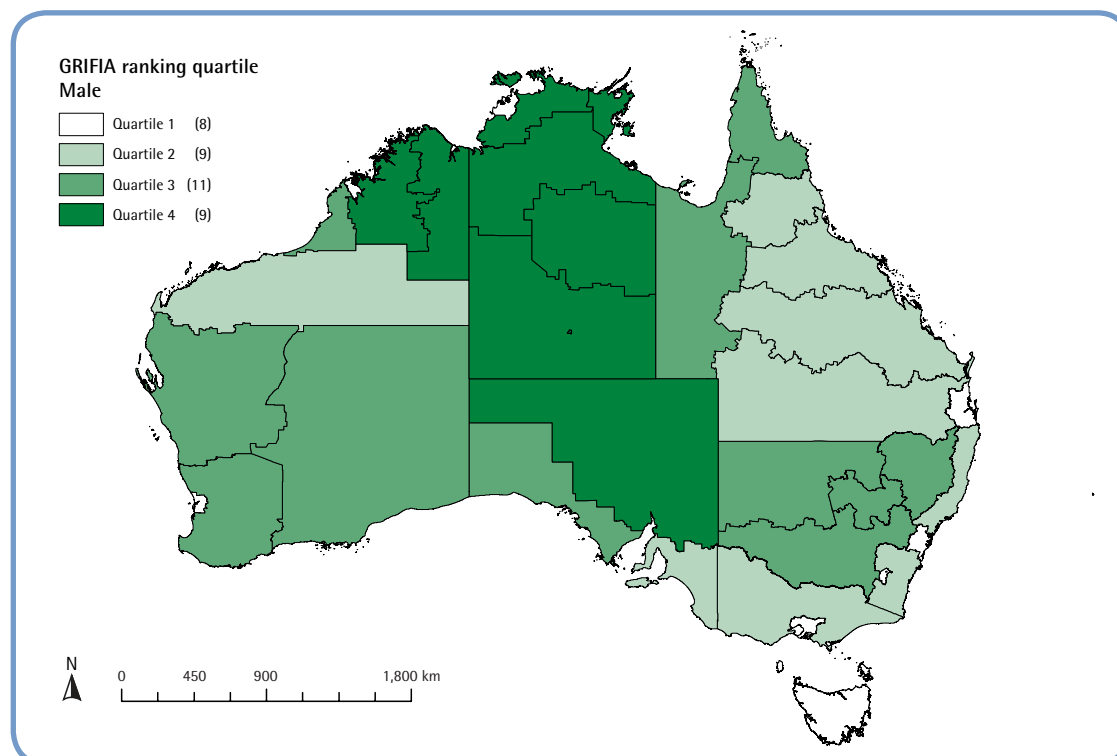 GRIFIA ranking quartile
Male
Quartile 1 (8)
Quartile 2 (9)
Quartile 3 (11)
Quartile 4 (9)
N
0 450 900 1,800 km